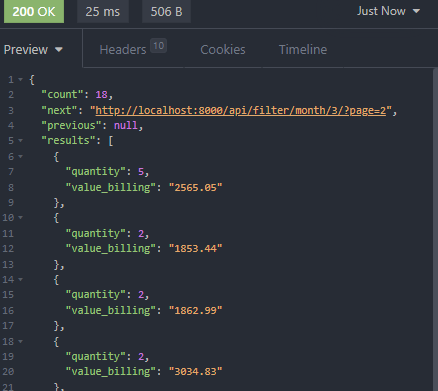 200 OK 25 ms 506 B Just Now
Preview Headers 10 Cookies Timeline
1 {
2 "count": 18,
3 "next": "http://localhost:8000/api/filter/month/3/?page=2",
4 "previous": null,
5 "results": [
6 {
7 "quantity": 5,
8 "value_billing": "2565.05"
9 },
10 {
11 "quantity": 2,
12 "value_billing": "1853.44"
13 },
14 {
15 "quantity": 2,
16 "value_billing": "1862.99"
17 },
18 {
19 "quantity": 2,
20 "value_billing": "3034.83"
21 },